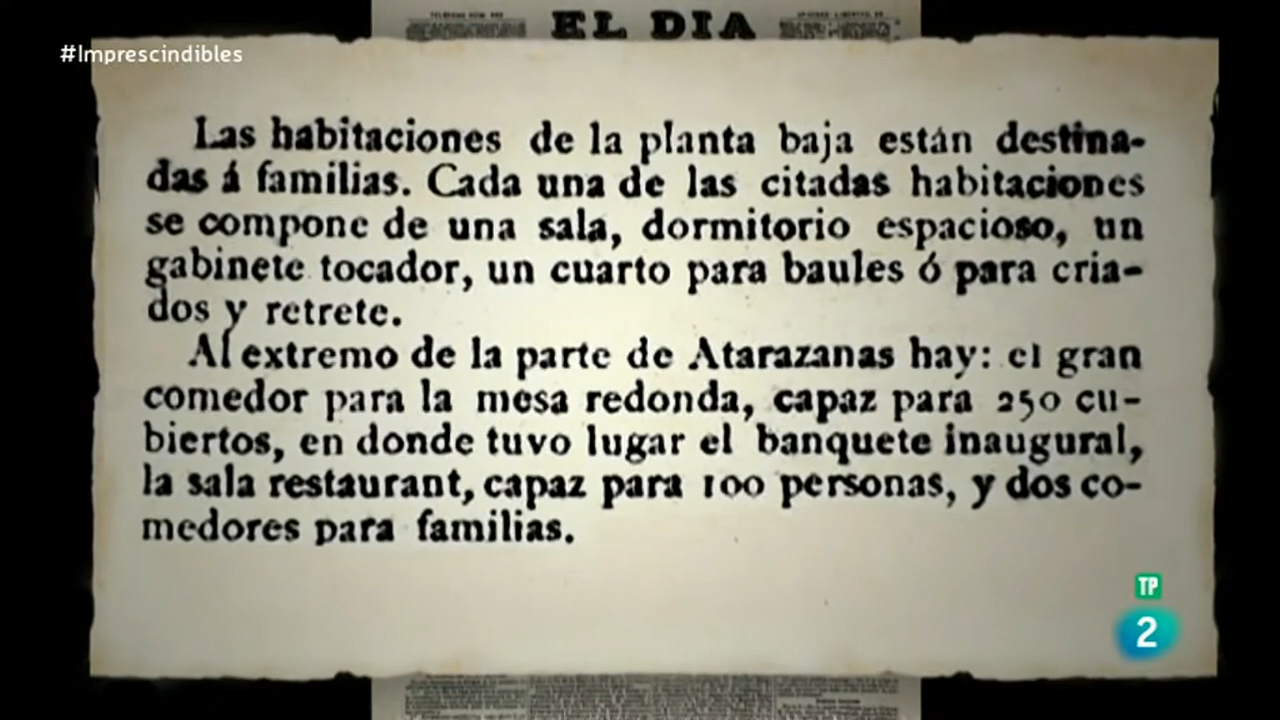 EL DIA
#Imprescindibles
Las habitaciones de la planta baja están destina-
das á familias. Cada una de las citadas habitaciones
se compone de una sala, dormitorio espacioso, un
gabinete tocador, un cuarto para baules ó para cria-
dos y retrete.
Al extremo de la parte de Atarazanas hay: el gran
comedor para la mesa redonda, capaz para 250 cu-
biertos, en donde tuvo lugar el banquete inaugural,
la sala restaurant, capaz para 100 personas, y dos co-
medores para familias.
TP
2